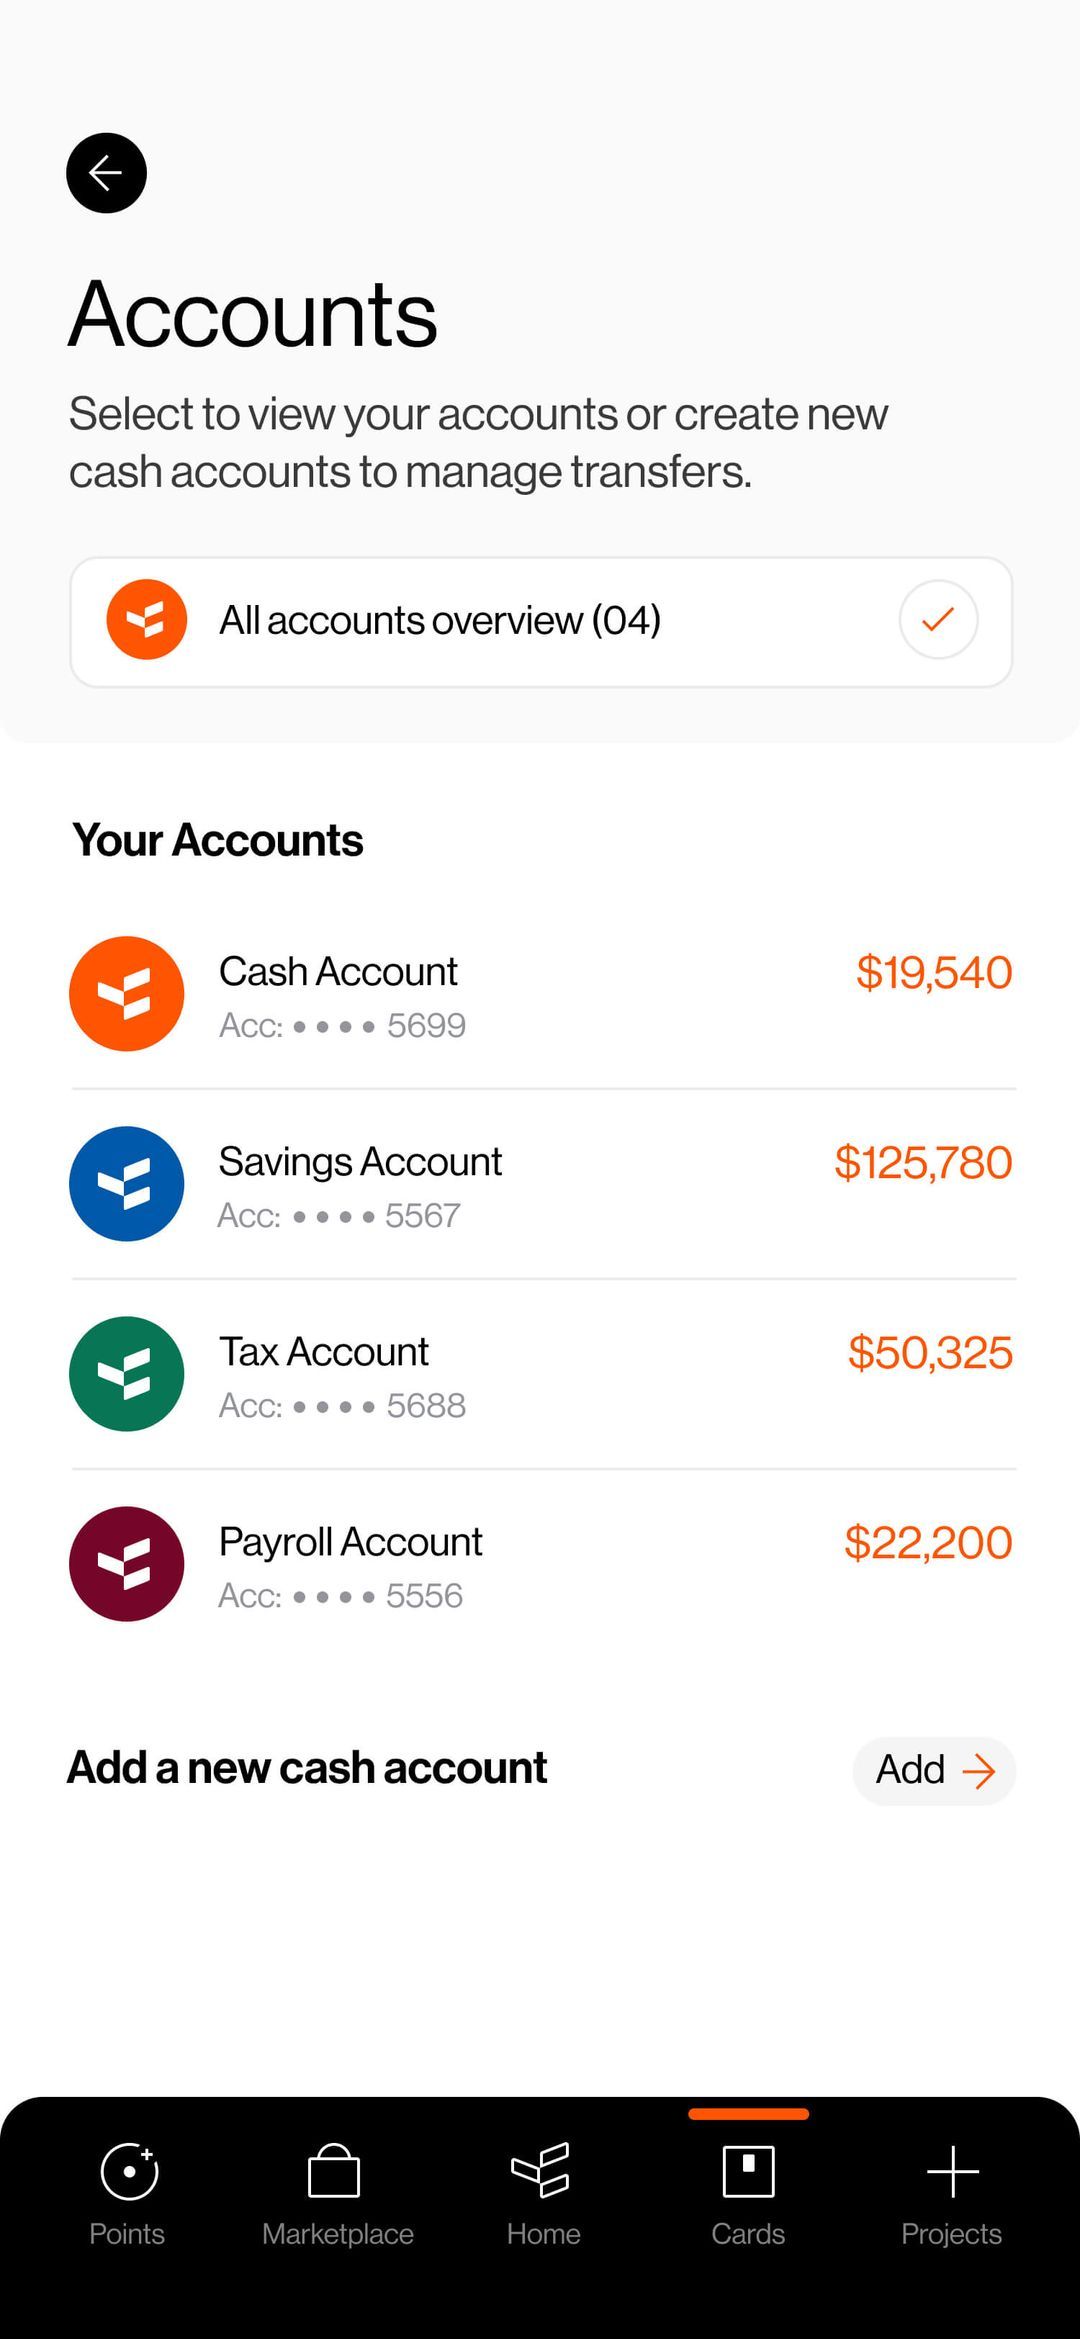 Accounts
Select to view your accounts or create new
cash accounts to manage transfers.
All accounts overview (04)
Your Accounts
Cash Account
$19,540
Acc: •••• 5699
Savings Account
$125,780
Acc: •••• 5567
Tax Account
$50,325
Acc: •••• 5688
Payroll Account
$22,200
Acc: •••• 5556
Add a new cash account
Add
Points
Marketplace
Home
Cards
Projects